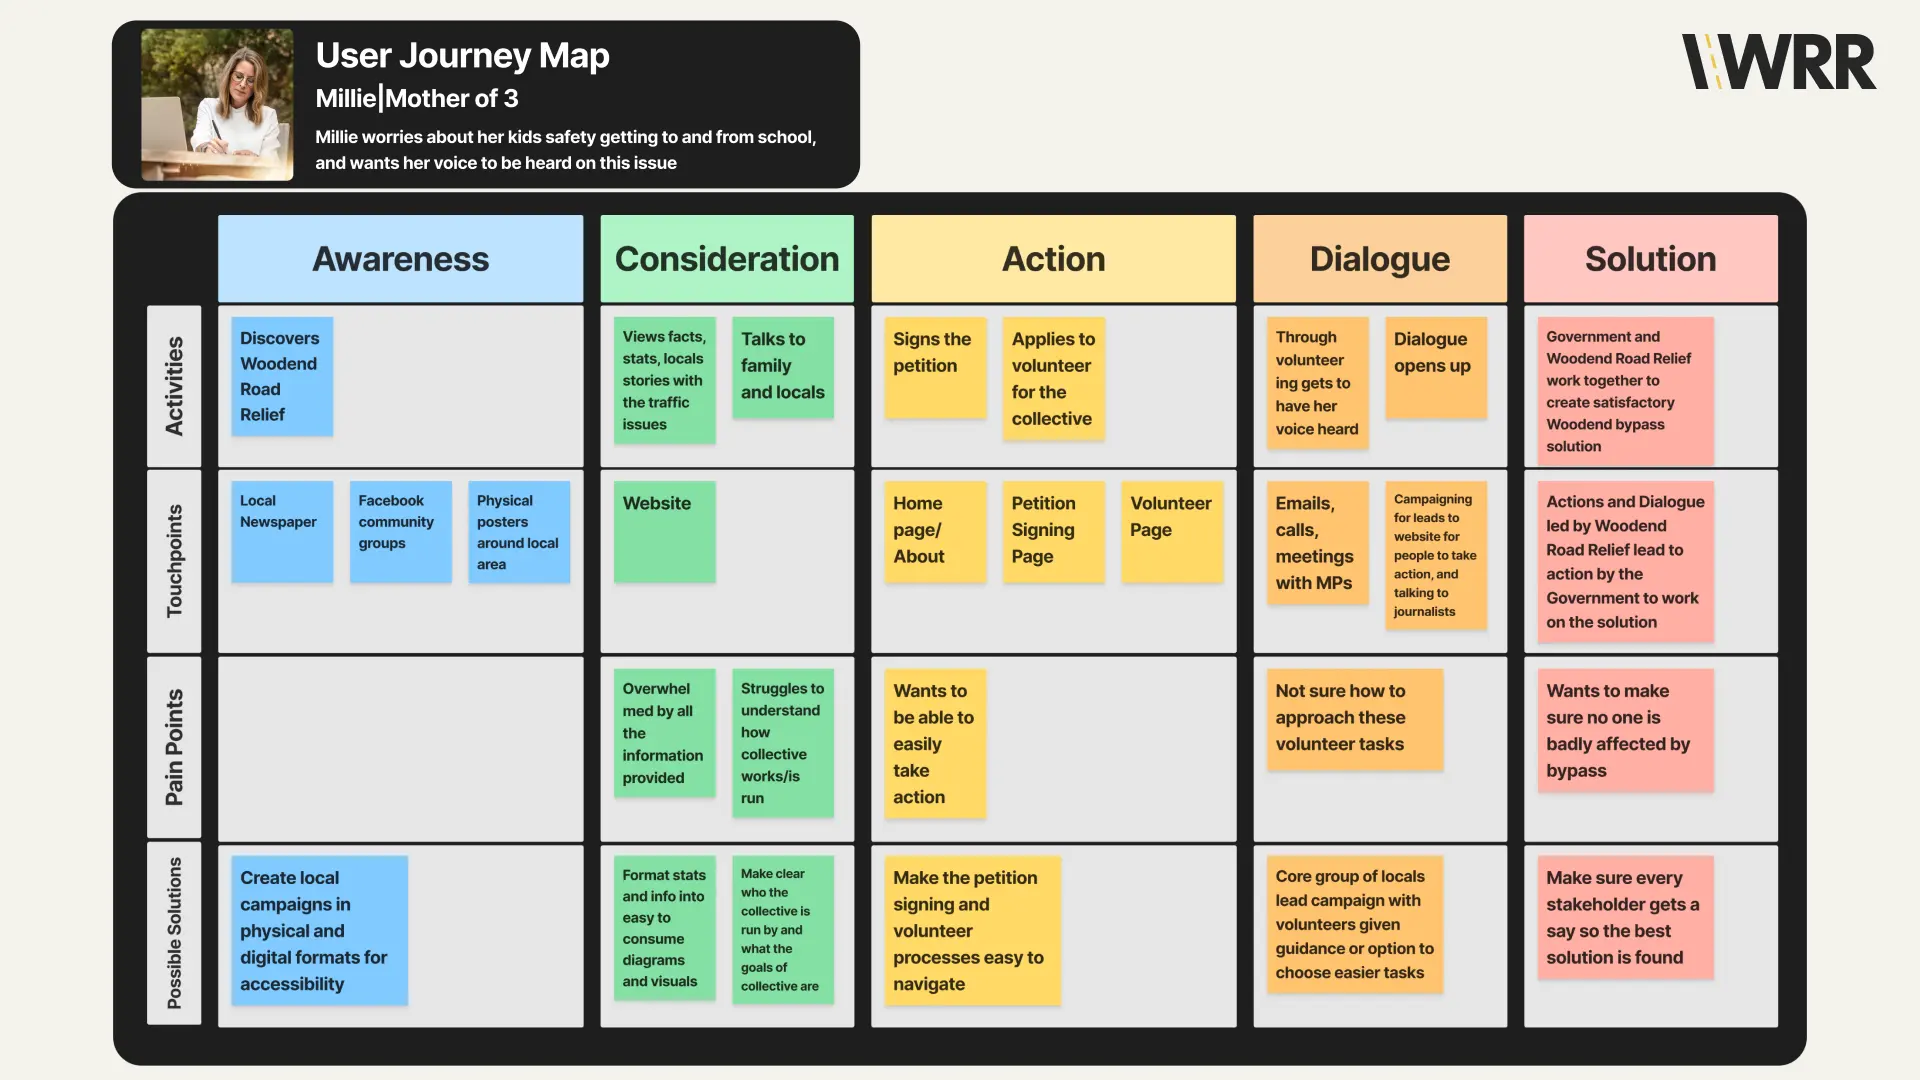 User Journey Map
Millie|Mother of 3
Millie worries about her kids safety getting to and from school,
and wants her voice to be heard on this issue
WRR
Awareness
Consideration
Action
Dialogue
Solution
Activities
Discovers
Woodend
Road
Relief
Views facts,
stats, locals
stories with
the traffic
issues
Talks to
family
and locals
Signs the
petition
Applies to
volunteer
for the
collective
Through
volunteer
ing gets to
have her
voice heard
Dialogue
opens up
Government and
Woodend Road Relief
work together to
create satisfactory
Woodend bypass
solution
Touchpoints
Local
Newspaper
Facebook
community
groups
Physical
posters
around local
area
Website
Home
page/
About
Petition
Signing
Page
Volunteer
Page
Emails,
calls,
meetings
with MPs
Campaigning
for leads to
website for
people to take
action, and
talking to
journalists
Actions and Dialogue
led by Woodend
Road Relief lead to
action by the
Government to work
on the solution
Pain Points
Overwhel
med by all
the
information
provided
Struggles to
understand
how
collective
works/is
run
Wants to
be able to
easily
take
action
Not sure how to
approach these
volunteer tasks
Wants to make
sure no one is
badly affected by
bypass
Possible Solutions
Create local
campaigns in
physical and
digital formats for
accessibility
Format stats
and info into
easy to
consume
diagrams
and visuals
Make clear
who the
collective is
run by and
what the
goals of
collective are
Make the petition
signing and
volunteer
processes easy to
navigate
Core group of locals
lead campaign with
volunteers given
guidance or option to
choose easier tasks
Make sure every
stakeholder gets a
say so the best
solution is found